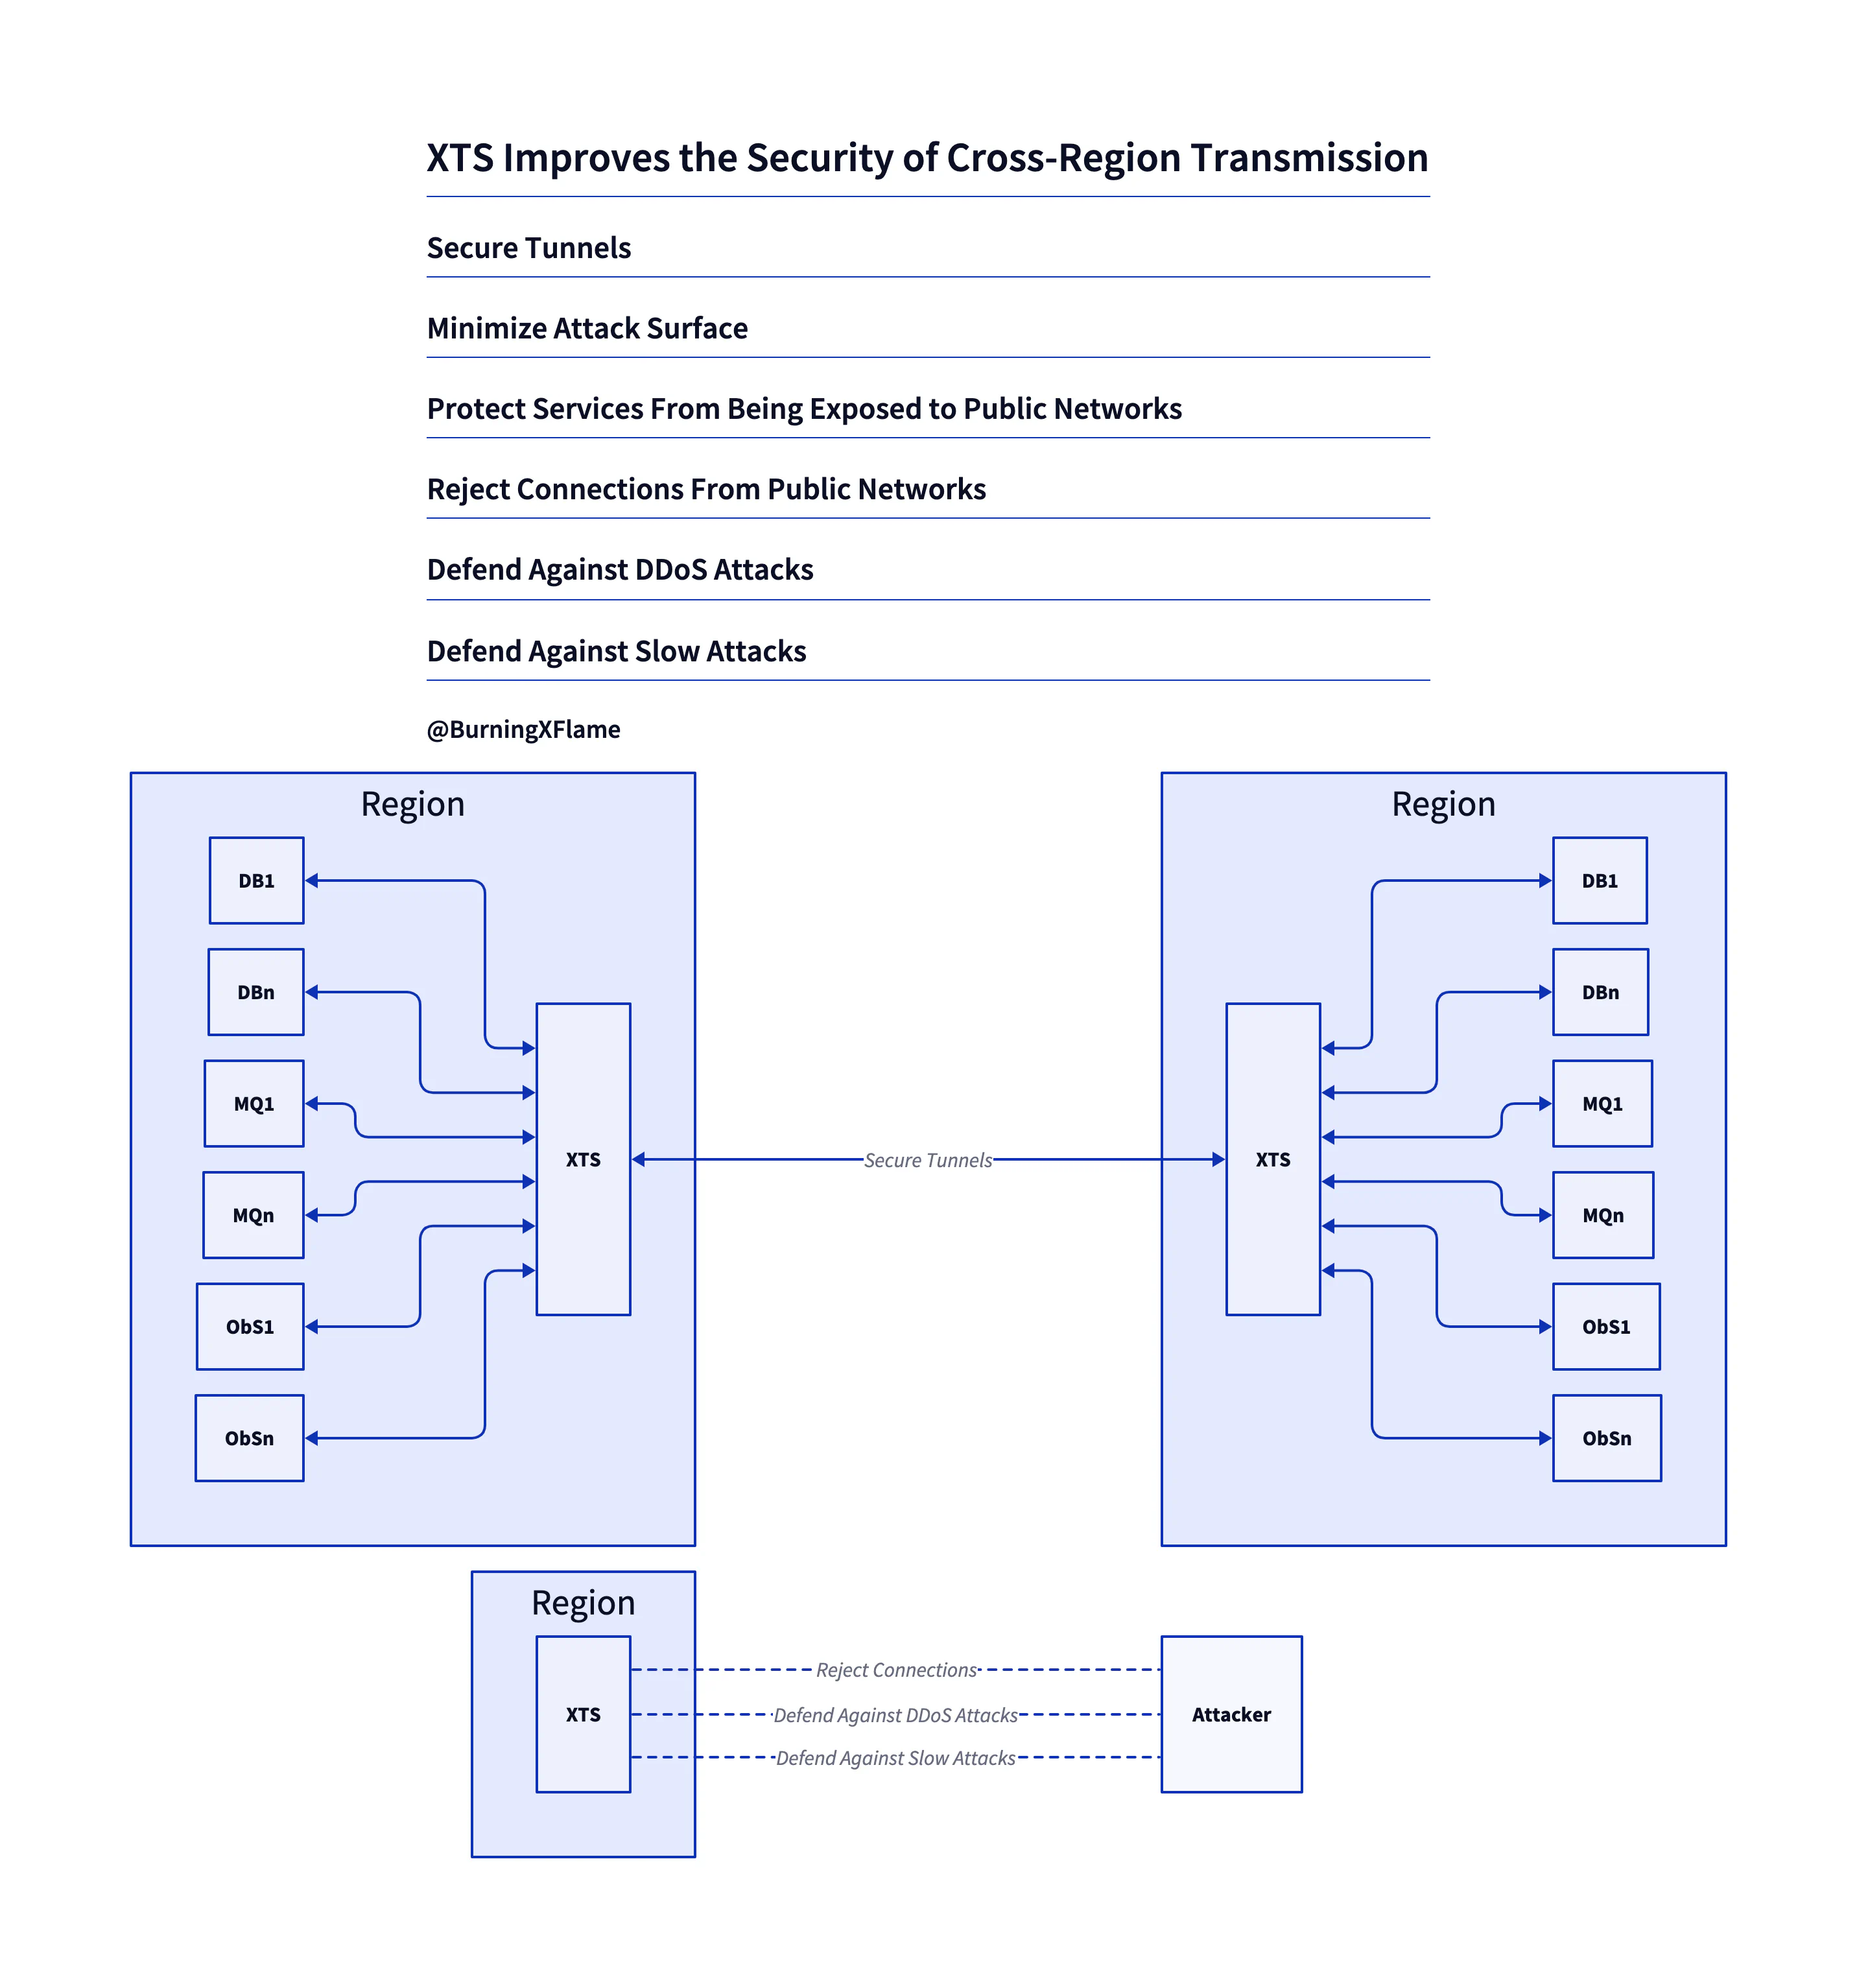 XTS Improves the Security of Cross-Region Transmission
Secure Tunnels
Minimize Attack Surface
Protect Services From Being Exposed to Public Networks
Reject Connections From Public Networks
Defend Against DDoS Attacks
Defend Against Slow Attacks
@BurningXFlame
Region
DB1
DBn
MQ1
MQn
ObS1
ObSn
XTS
Secure Tunnels
Region
XTS
DB1
DBn
MQ1
MQn
ObS1
ObSn
Region
XTS
Reject Connections
Defend Against DDoS Attacks
Defend Against Slow Attacks
Attacker